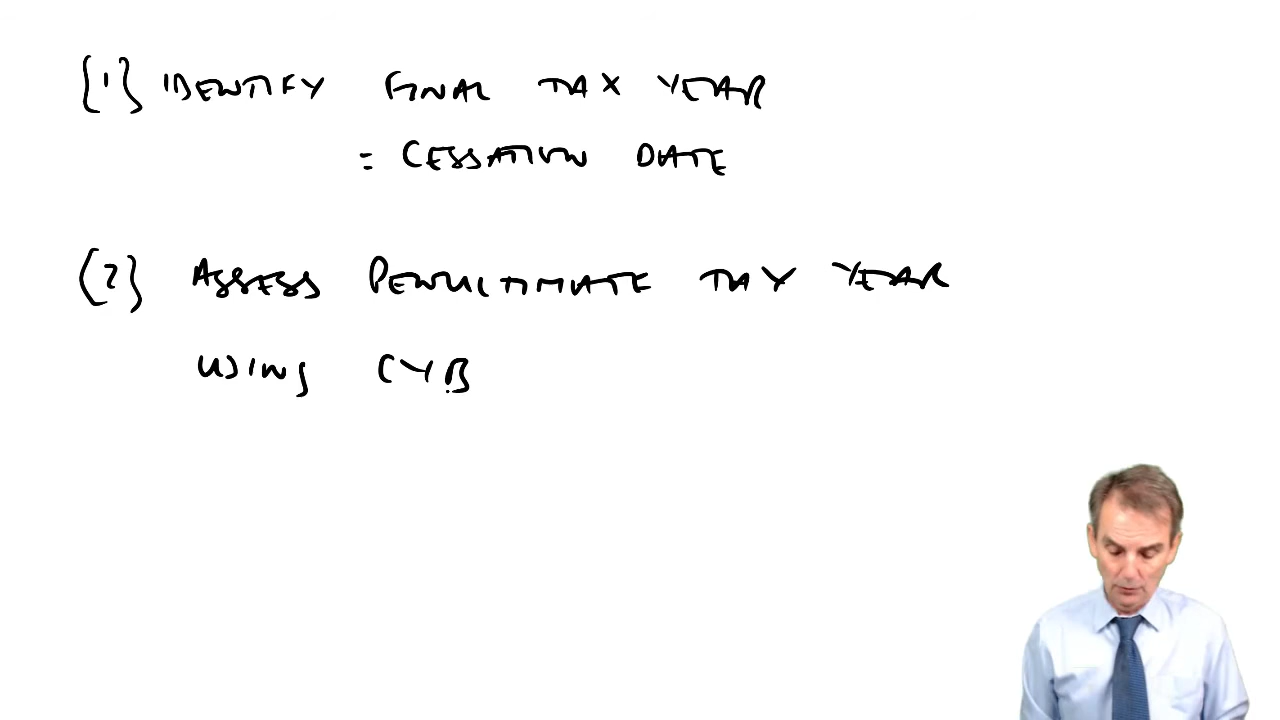 (1) IDENTIFY FINAL TAX YEAR
= CESSATION DATE
(2) ASSESS PENULTIMATE TAX YEAR
USING CYB